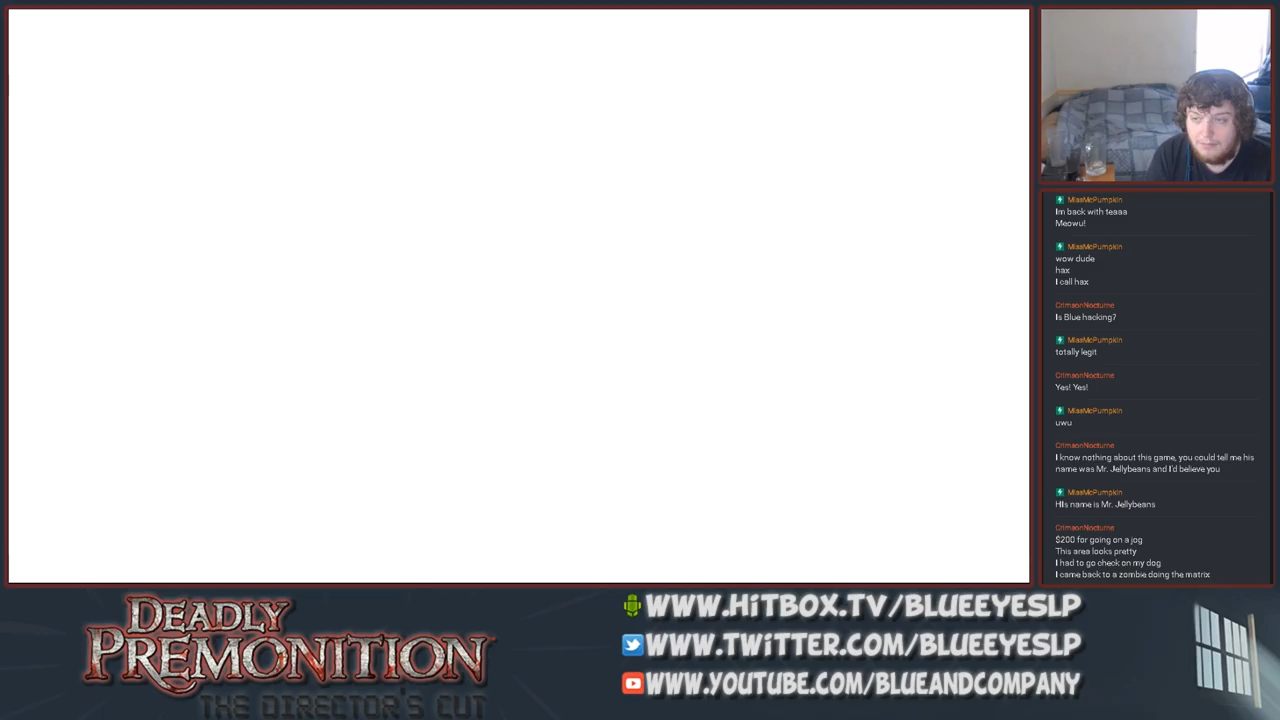 MissMcPumpkin
Im back with teaaa
Meowu!
MissMcPumpkin
wow dude
hax
I call hax
CrimsonNocturne
Is Blue hacking?
MissMcPumpkin
totally legit
CrimsonNocturne
Yes! Yes!
MissMcPumpkin
uwu
CrimsonNocturne
I know nothing about this game, you could tell me his
name was Mr. Jellybeans and I'd believe you
MissMcPumpkin
HIs name is Mr. Jellybeans
CrimsonNocturne
$200 for going on a jog
This area looks pretty
I had to go check on my dog
I came back to a zombie doing the matrix
DEADLY
PREMONITION
THE DIRECTOR'S CUT
WWW.HiTBOX.TV/BLUEEYESLP
WWW.TWiTTER.COM/BLUEEYESLP
WWW.YOUTUBE.COM/BLUEANDCOMPANY